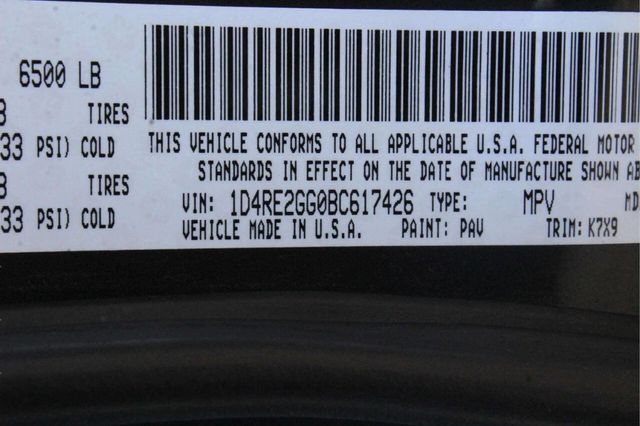 6500 LB
TIRES
33 PSI) COLD
TIRES
33 PSI) COLD
THIS VEHICLE CONFORMS TO ALL APPLICABLE U.S.A. FEDERAL MOTOR
STANDARDS IN EFFECT ON THE DATE OF MANUFACTURE SHOWN AB
VIN: 1D4RE2GG0BC617426 TYPE: MPV MD
VEHICLE MADE IN U.S.A. PAINT: PAV TRIM: K7X9